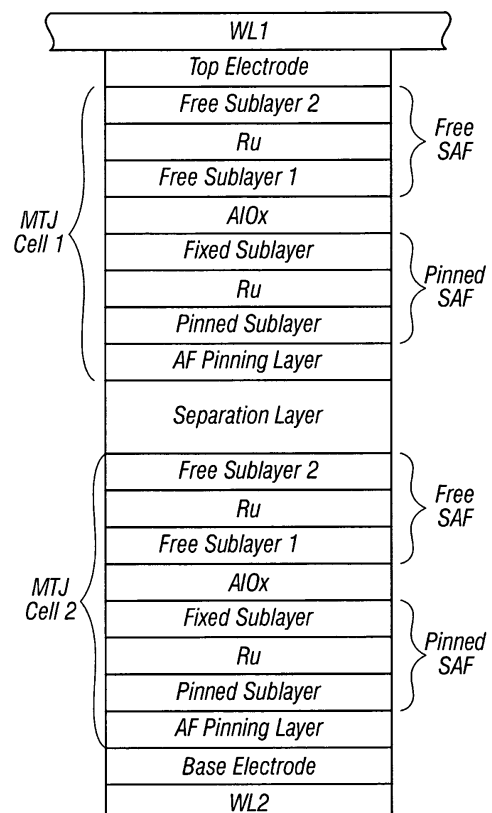 WL1
Top Electrode
Free Sublayer 2
Ru
Free Sublayer 1
Free
SAF
AlOx
MTJ
Cell 1
Fixed Sublayer
Ru
Pinned Sublayer
Pinned
SAF
AF Pinning Layer
Separation Layer
Free Sublayer 2
Ru
Free Sublayer 1
Free
SAF
AlOx
MTJ
Cell 2
Fixed Sublayer
Ru
Pinned Sublayer
Pinned
SAF
AF Pinning Layer
Base Electrode
WL2